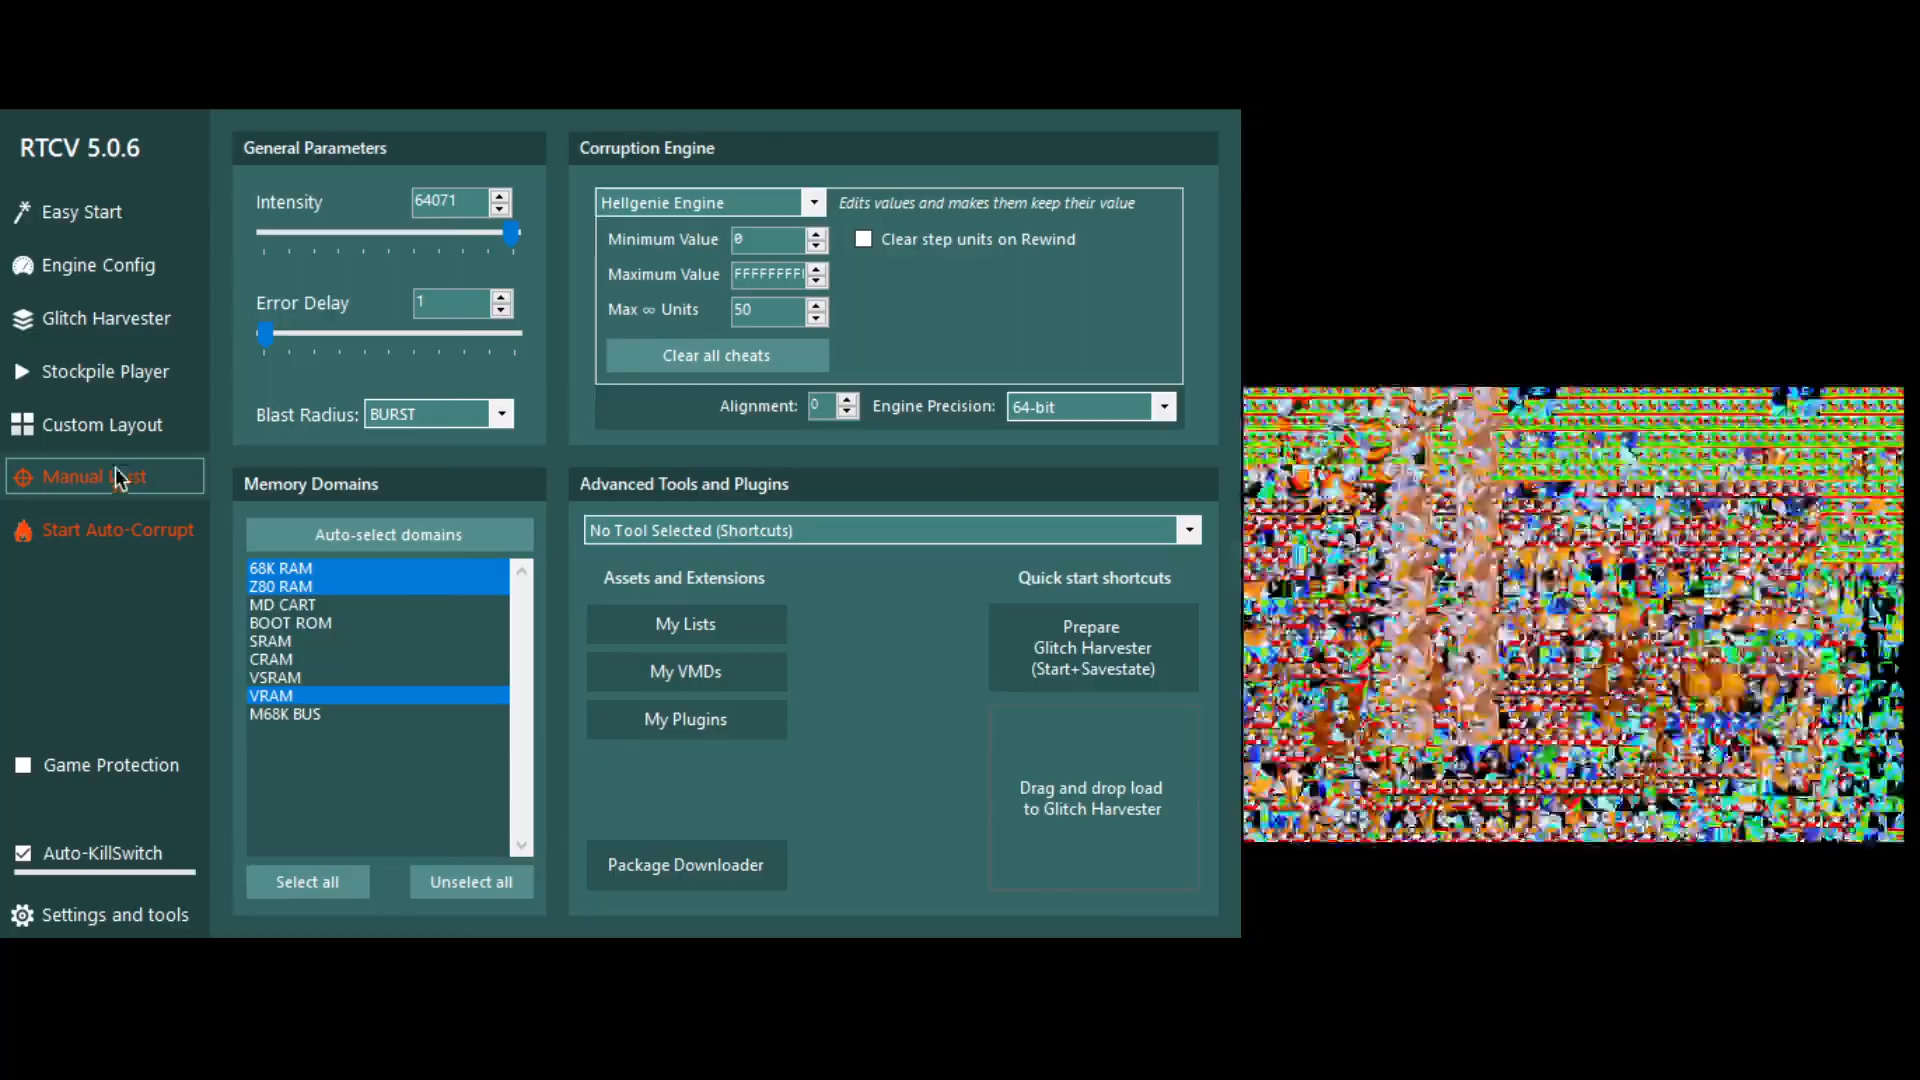 RTCV 5.0.6
Easy Start
Engine Config
Glitch Harvester
Stockpile Player
Custom Layout
Manual
Start Auto-Corrupt
Game Protection
Auto-KillSwitch
Settings and tools
General Parameters
Intensity 64071
Error Delay 1
Blast Radius: BURST
Corruption Engine
Hellgenie Engine Edits values and makes them keep their value
Minimum Value 0 Clear step units on Rewind
Maximum Value FFFFFFFF
Max ∞ Units 50
Clear all cheats
Alignment: 0 Engine Precision: 64-bit
Memory Domains
Auto-select domains
68K RAM
Z80 RAM
MD CART
BOOT ROM
SRAM
CRAM
VSRAM
VRAM
M68K BUS
Select all Unselect all
Advanced Tools and Plugins
No Tool Selected (Shortcuts)
Assets and Extensions
My Lists
My VMDs
My Plugins
Package Downloader
Quick start shortcuts
Prepare
Glitch Harvester
(Start+Savestate)
Drag and drop load
to Glitch Harvester